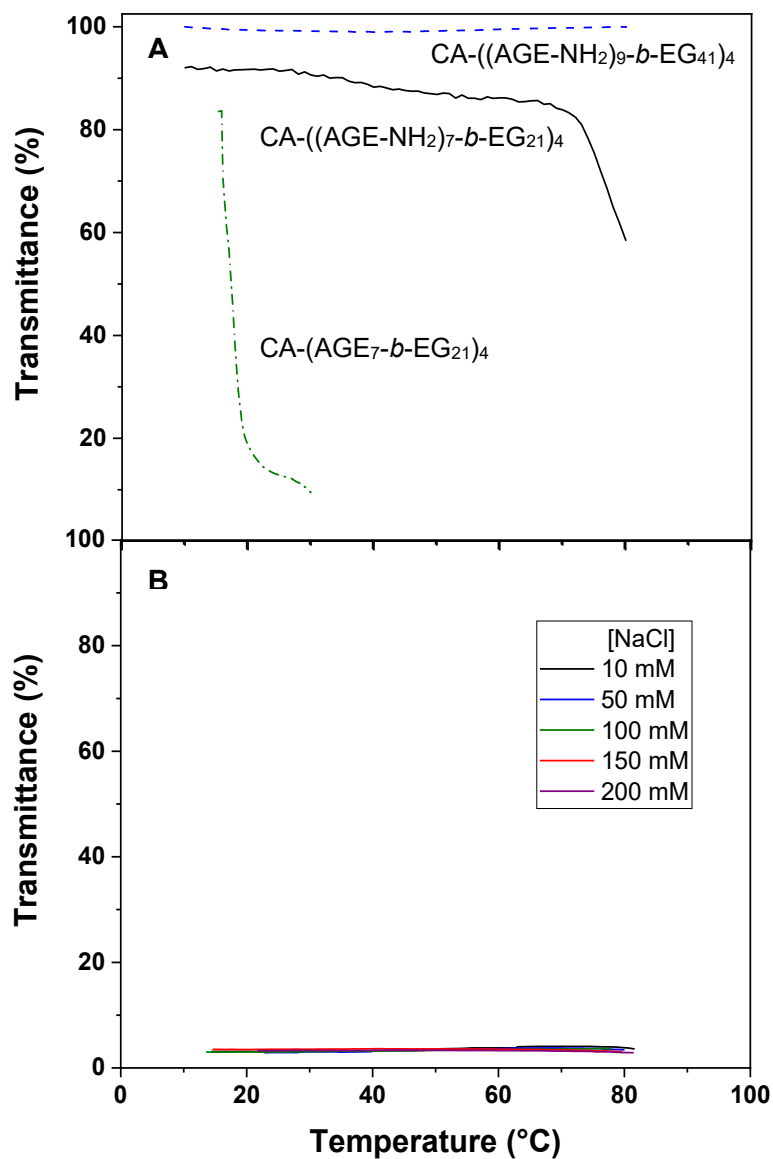 100
A
CA-((AGE-NH₂)₉-b-EG₄₁)₄
80
CA-((AGE-NH₂)₇-b-EG₂₁)₄
60
Transmittance (%)
40
CA-(AGE₇-b-EG₂₁)₄
20
100
B
[NaCl]
80
10 mM
50 mM
100 mM
60
150 mM
200 mM
Transmittance (%)
40
20
0
0 20 40 60 80 100
Temperature (°C)